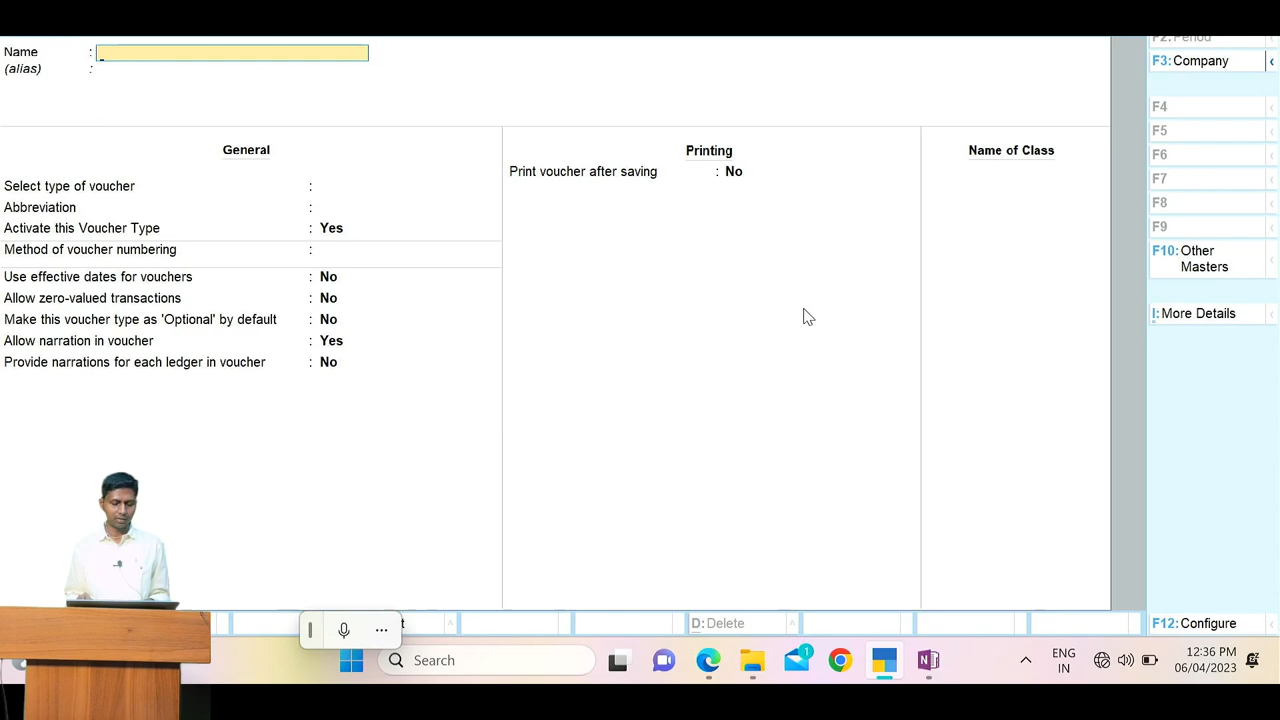 Name :
(alias) :
General
Select type of voucher :
Abbreviation :
Activate this Voucher Type : Yes
Method of voucher numbering :
Use effective dates for vouchers : No
Allow zero-valued transactions : No
Make this voucher type as 'Optional' by default : No
Allow narration in voucher : Yes
Provide narrations for each ledger in voucher : No
Printing
Print voucher after saving : No
Name of Class
F2: Period
F3: Company
F4
F5
F6
F7
F8
F9
F10: Other
Masters
I: More Details
F12: Configure
D: Delete
Search
1
ENG
IN
12:36 PM
06/04/2023